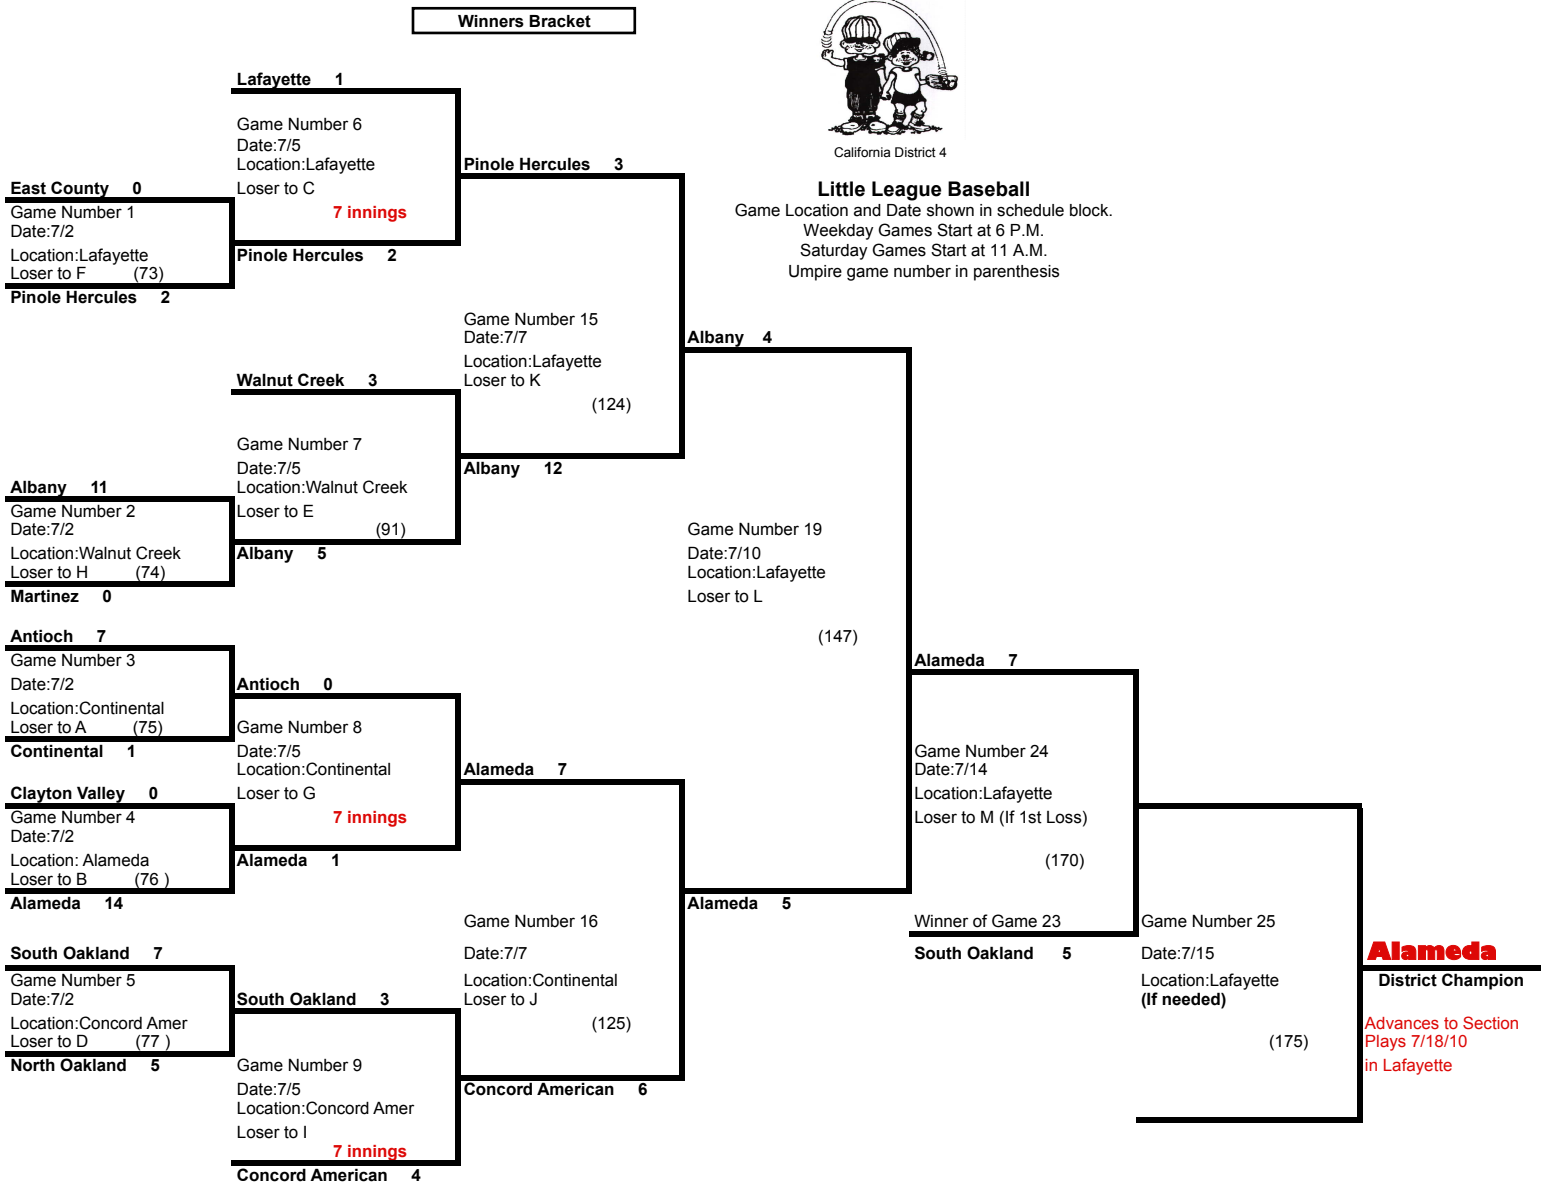 Winners Bracket
California District 4
Little League Baseball
Game Location and Date shown in schedule block.
Weekday Games Start at 6 P.M.
Saturday Games Start at 11 A.M.
Umpire game number in parenthesis
East County 0
Game Number 1
Date:7/2
Location:Lafayette
Loser to F (73)
Pinole Hercules 2
Albany 11
Game Number 2
Date:7/2
Location:Walnut Creek
Loser to H (74)
Martinez 0
Antioch 7
Game Number 3
Date:7/2
Location:Continental
Loser to A (75)
Continental 1
Clayton Valley 0
Game Number 4
Date:7/2
Location: Alameda
Loser to B (76 )
Alameda 14
South Oakland 7
Game Number 5
Date:7/2
Location:Concord Amer
Loser to D (77 )
North Oakland 5
Lafayette 1
Game Number 6
Date:7/5
Location:Lafayette
Loser to C
7 innings
Pinole Hercules 2
Walnut Creek 3
Game Number 7
Date:7/5
Location:Walnut Creek
Loser to E
(91)
Albany 5
Antioch 0
Game Number 8
Date:7/5
Location:Continental
Loser to G
7 innings
Alameda 1
South Oakland 3
Game Number 9
Date:7/5
Location:Concord Amer
Loser to I
7 innings
Concord American 4
Pinole Hercules 3
Game Number 15
Date:7/7
Location:Lafayette
Loser to K
(124)
Albany 12
Alameda 7
Game Number 16
Date:7/7
Location:Continental
Loser to J
(125)
Concord American 6
Albany 4
Game Number 19
Date:7/10
Location:Lafayette
Loser to L
(147)
Alameda 5
Alameda 7
Game Number 24
Date:7/14
Location:Lafayette
Loser to M (If 1st Loss)
(170)
Winner of Game 23
South Oakland 5
Game Number 25
Date:7/15
Location:Lafayette
(If needed)
(175)
Alameda
District Champion
Advances to Section
Plays 7/18/10
in Lafayette